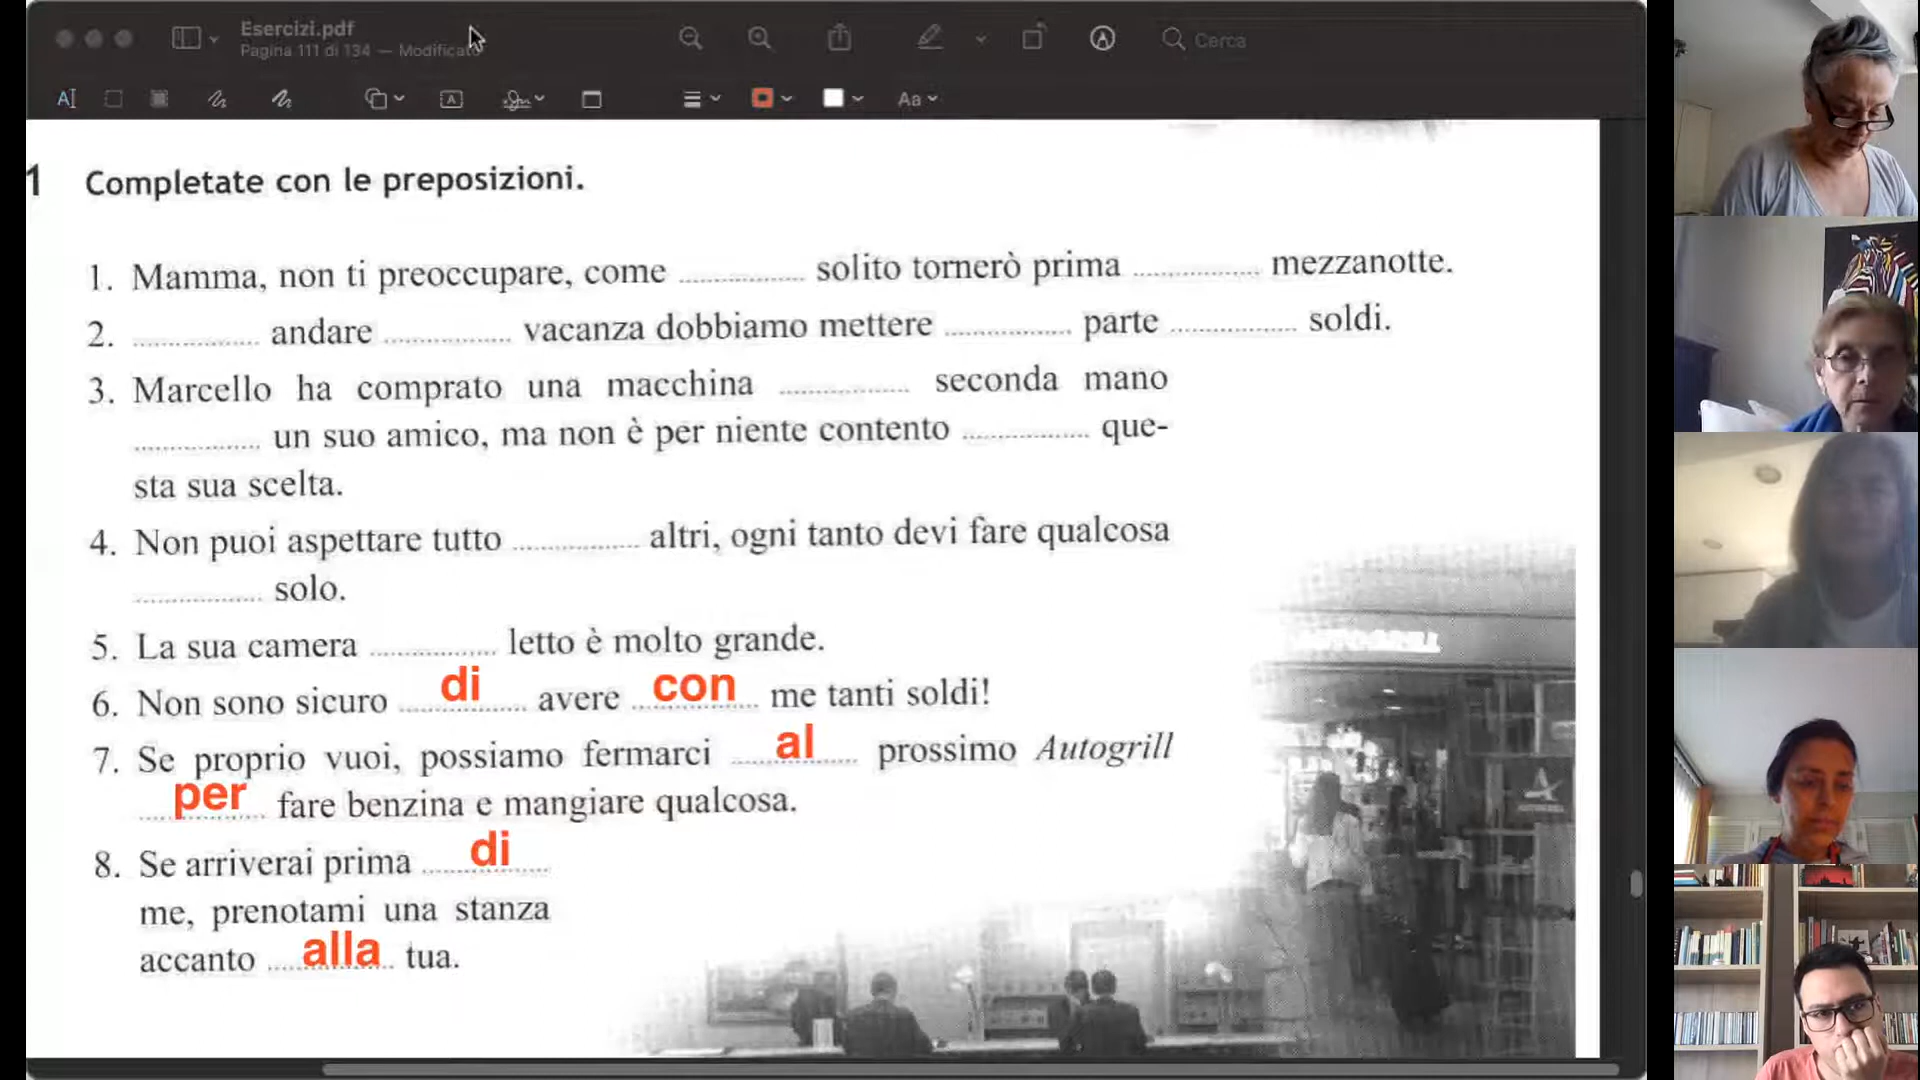 Esercizi.pdf
Pagina 111 di 134 — Modificato
Cerca
Aa
1 Completate con le preposizioni.
1. Mamma, non ti preoccupare, come .............. solito tornerò prima .............. mezzanotte.
2. .............. andare .............. vacanza dobbiamo mettere .............. parte .............. soldi.
3. Marcello ha comprato una macchina .............. seconda mano
.............. un suo amico, ma non è per niente contento .............. que-
sta sua scelta.
4. Non puoi aspettare tutto .............. altri, ogni tanto devi fare qualcosa
.............. solo.
5. La sua camera .............. letto è molto grande.
6. Non sono sicuro di avere con me tanti soldi!
7. Se proprio vuoi, possiamo fermarci al prossimo Autogrill
per fare benzina e mangiare qualcosa.
8. Se arriverai prima di
me, prenotami una stanza
accanto alla tua.